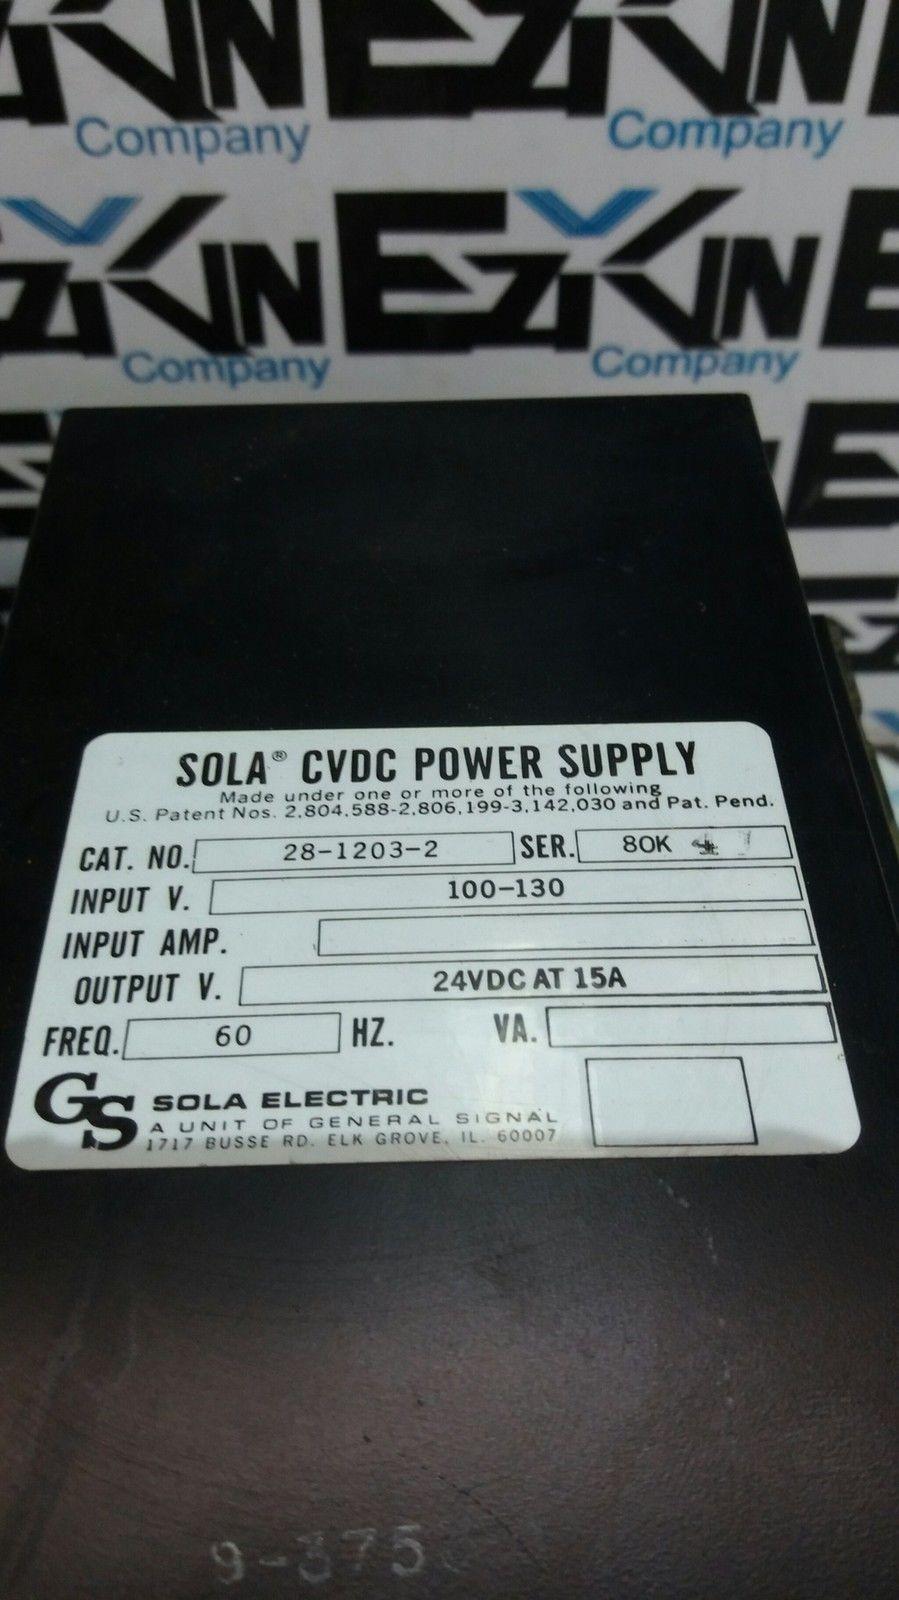 Company Company
EZKIN
Company Company
SOLA® CVDC POWER SUPPLY
Made under one or more of the following
U.S. Patent Nos. 2,804,588-2,806,199-3,142,030 and Pat. Pend.
CAT. NO. 28-1203-2 SER. 80K
INPUT V. 100-130
INPUT AMP.
OUTPUT V. 24VDC AT 15A
FREQ. 60 HZ. VA.
GS SOLA ELECTRIC
A UNIT OF GENERAL SIGNAL
1717 BUSSE RD. ELK GROVE, IL. 60007
9-375